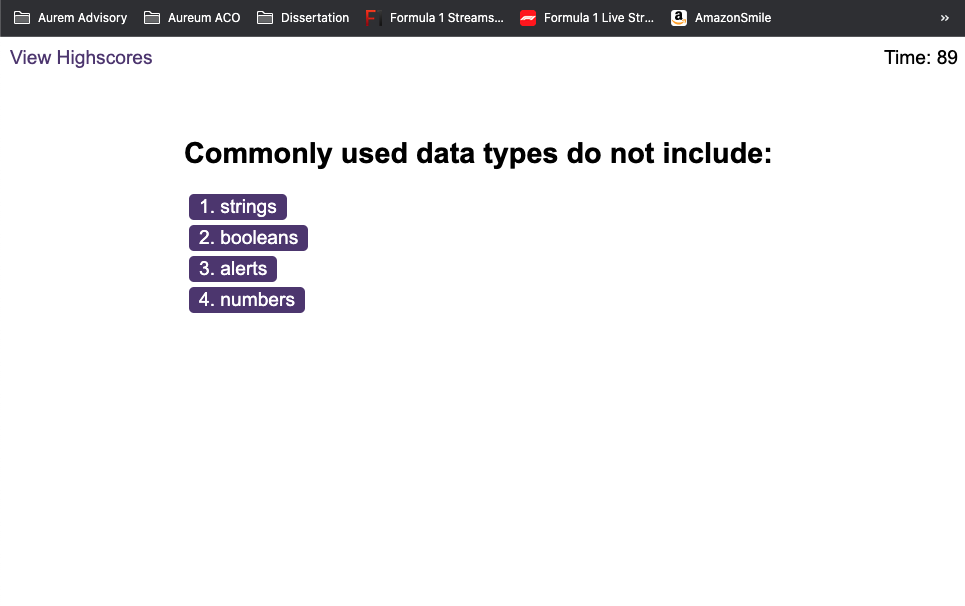 Aurem Advisory Aureum ACO Dissertation Formula 1 Streams... Formula 1 Live Str... AmazonSmile »
View Highscores Time: 89
Commonly used data types do not include:
1. strings
2. booleans
3. alerts
4. numbers